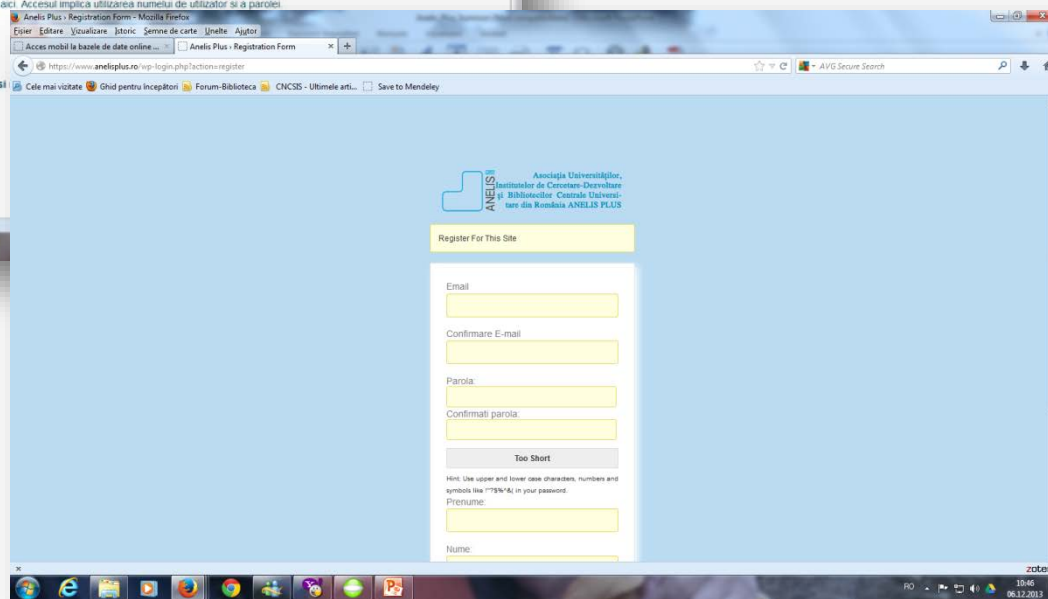 aici. Accesul implica utilizarea numelui de utilizator si a parolei
Anelis Plus › Registration Form - Mozilla Firefox
Fișier Editare Vizualizare Istoric Semne de carte Unelte Ajutor
Acces mobil la bazele de date online ... × Anelis Plus › Registration Form × +
https://www.anelisplus.ro/wp-login.php?action=register
AVG Secure Search
Cele mai vizitate Ghid pentru începători Forum-Biblioteca CNCSIS - Ultimele arti... Save to Mendeley
ANELIS
Asociația Universităților,
Institutelor de Cercetare-Dezvoltare
și Bibliotecilor Centrale Universi-
tare din România ANELIS PLUS
Register For This Site
Email
Confirmare E-mail
Parola:
Confirmati parola:
Too Short
Hint: Use upper and lower case characters, numbers and
symbols like !"?$%^&( in your password.
Prenume:
Nume:
×
zote
RO
10:46
06.12.2013